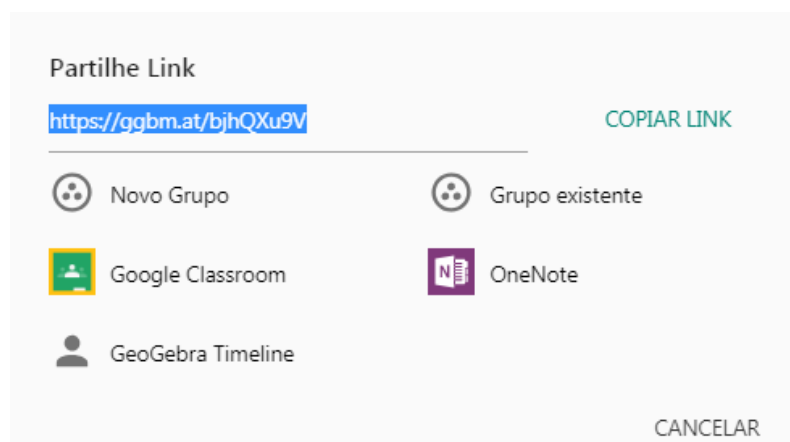 Partilhe Link
https://ggbm.at/bjhQXu9V COPIAR LINK
Novo Grupo Grupo existente
Google Classroom N OneNote
GeoGebra Timeline
CANCELAR